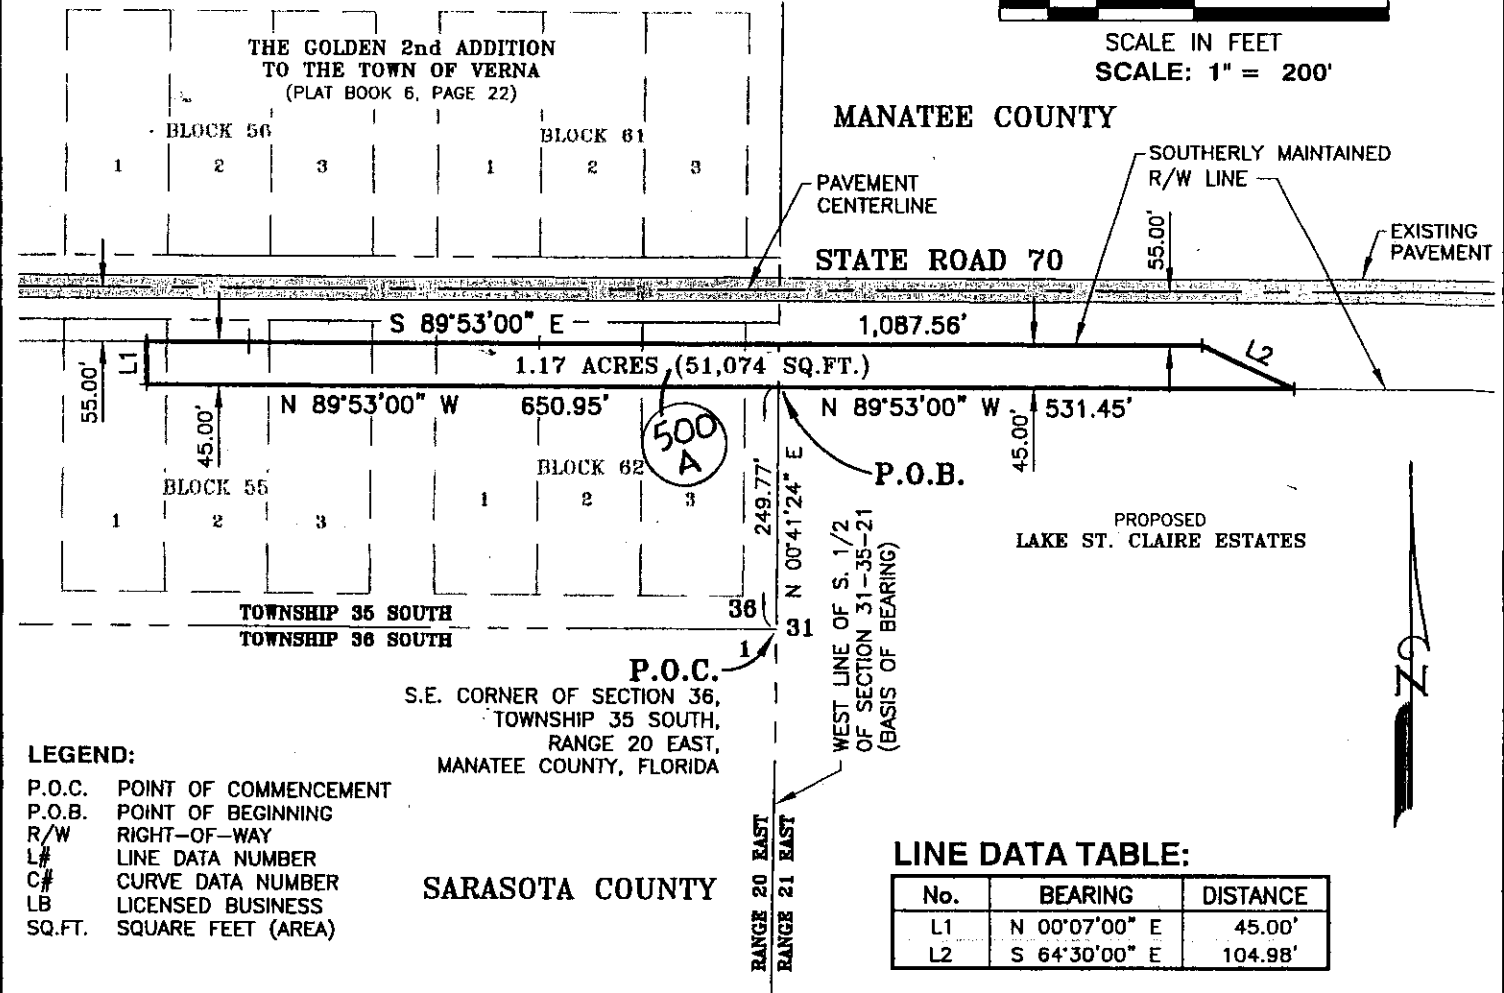 THE GOLDEN 2nd ADDITION
TO THE TOWN OF VERNA
(PLAT BOOK 6, PAGE 22)
SCALE IN FEET
SCALE: 1" = 200'
MANATEE COUNTY
BLOCK 56
BLOCK 61
1 2 3 1 2 3
SOUTHERLY MAINTAINED
R/W LINE
PAVEMENT
CENTERLINE
55.00'
EXISTING
PAVEMENT
STATE ROAD 70
S 89°53'00" E
1,087.56'
L1
L2
1.17 ACRES (51,074 SQ.FT.)
55.00'
45.00'
N 89°53'00" W 650.95'
N 89°53'00" W 531.45'
45.00'
500
A
P.O.B.
BLOCK 55
BLOCK 62
1 2 3 1 2 3
249.77'
N 00°41'24" E
WEST LINE OF S. 1/2
OF SECTION 31-35-21
(BASIS OF BEARING)
PROPOSED
LAKE ST. CLAIRE ESTATES
N
TOWNSHIP 35 SOUTH
TOWNSHIP 36 SOUTH
36
31
1
P.O.C.
S.E. CORNER OF SECTION 36,
TOWNSHIP 35 SOUTH,
RANGE 20 EAST,
MANATEE COUNTY, FLORIDA
LEGEND:
P.O.C. POINT OF COMMENCEMENT
P.O.B. POINT OF BEGINNING
R/W RIGHT-OF-WAY
L# LINE DATA NUMBER
C# CURVE DATA NUMBER
LB LICENSED BUSINESS
SQ.FT. SQUARE FEET (AREA)
SARASOTA COUNTY
RANGE 20 EAST
RANGE 21 EAST
LINE DATA TABLE:
No. BEARING DISTANCE
L1 N 00°07'00" E 45.00'
L2 S 64°30'00" E 104.98'